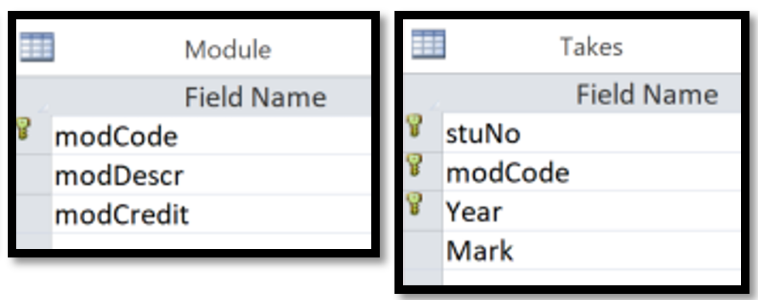 Module
Field Name
modCode
modDescr
modCredit
Takes
Field Name
stuNo
modCode
Year
Mark